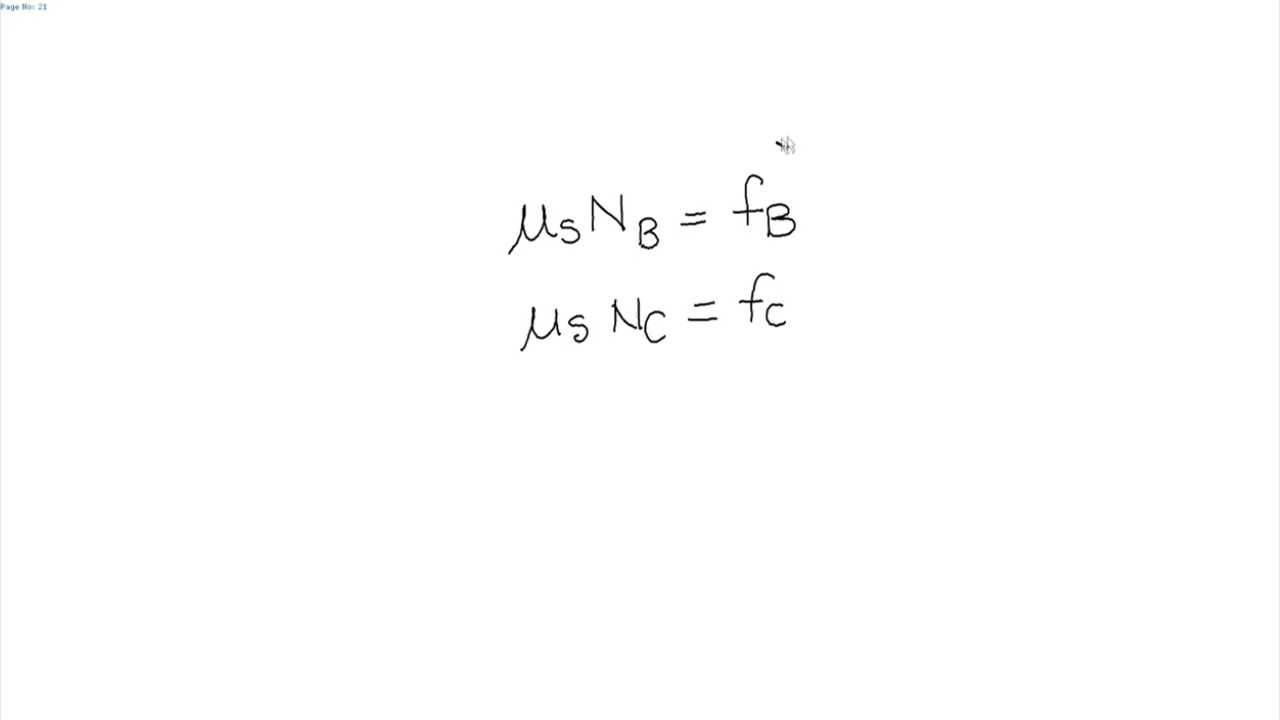 Page No: 21
μs NB = fB
μs NC = fC